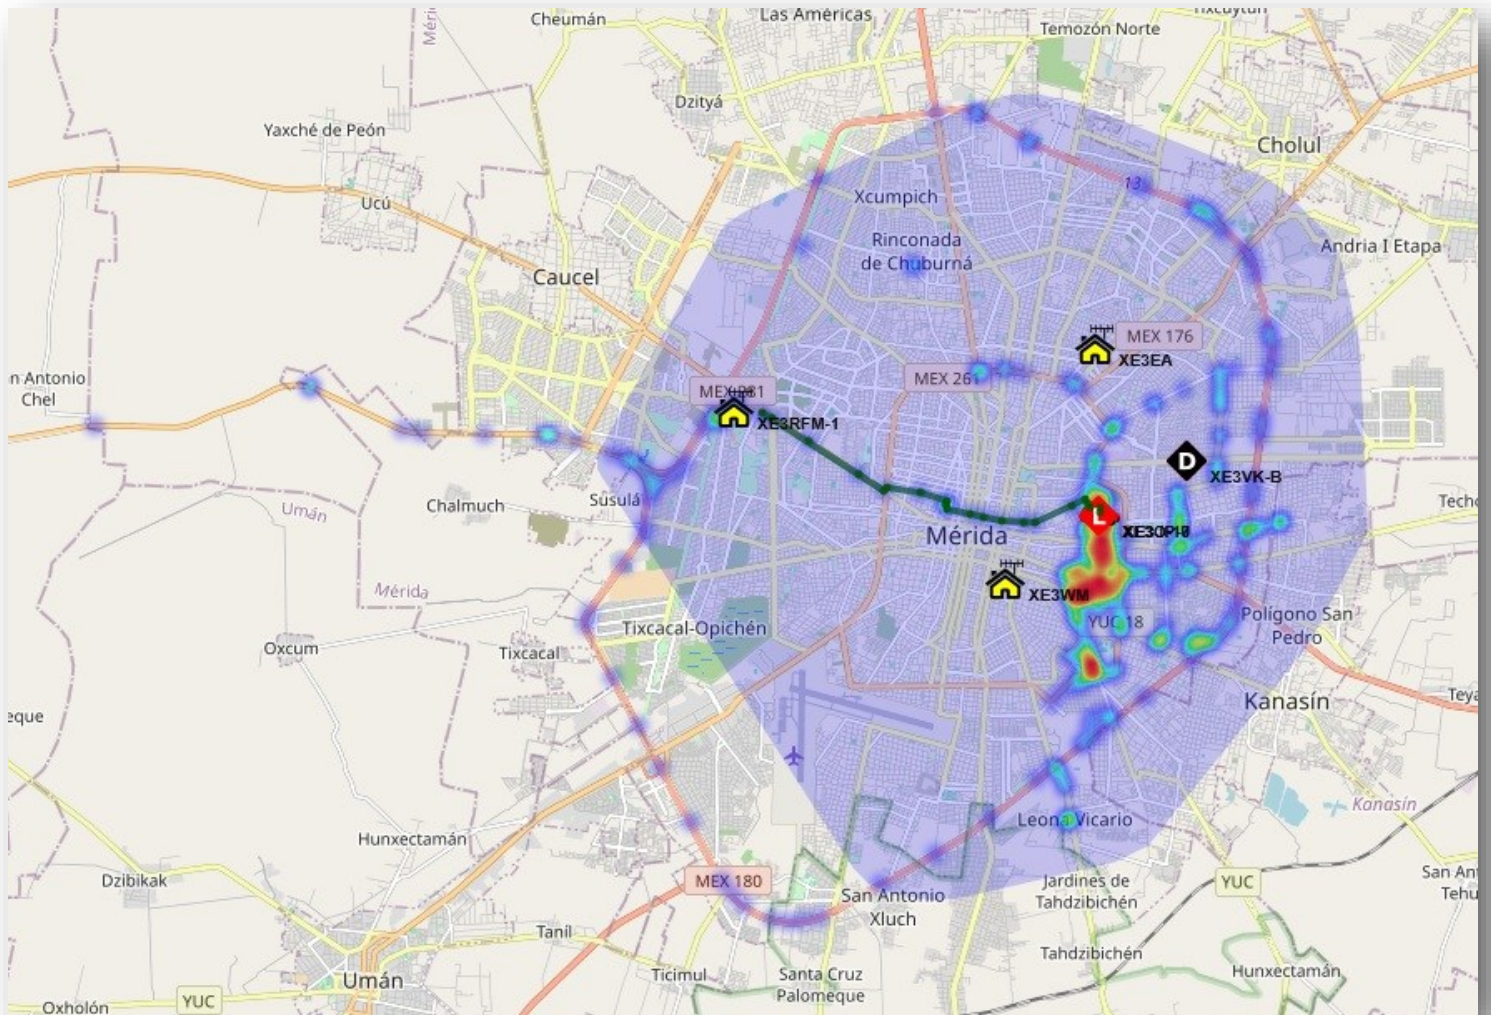 Las Américas
Cheumán
Temozón Norte
Dzityá
Yaxché de Peón
Cholul
13
Xcumpich
Ucú
Rinconada
de Chuburná
Andria I Etapa
Caucel
MEX 176
XE3EA
n Antonio
Chel
MEX 261
XE3RFM-1
D
XE3VK-B
Chalmuch
Susulá
Umán
Techo
L
Mérida
Mérida
XE3WM
YUC 18
Tixcacal-Opichén
Polígono San
Pedro
Oxcum
Tixcacal
Kanasín
Teya
eque
Kanasín
Leona Vicario
Hunxectamán
Dzibikak
MEX 180
San Antonio
Xluch
Jardines de
Tahdzibichén
YUC
San Ant
Tehu
Taníl
Tahdzibichén
Hunxectamán
Umán
Ticimul
Santa Cruz
Palomeque
YUC
Oxholón